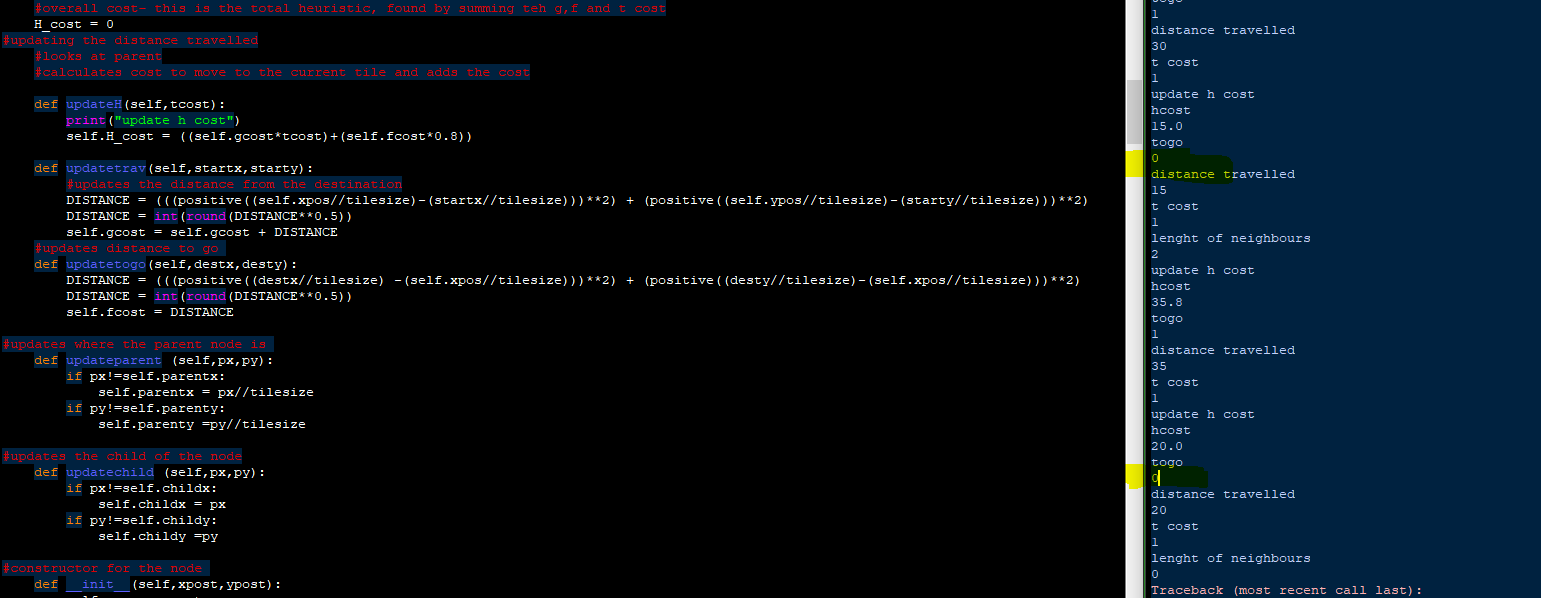 #overall cost- this is the total heuristic, found by summing teh g,f and t cost
H_cost = 0
#updating the distance travelled
#looks at parent
#calculates cost to move to the current tile and adds the cost
def updateH(self,tcost):
print("update h cost")
self.H_cost = ((self.gcost*tcost)+(self.fcost*0.8))
def updatetrav(self,startx,starty):
#updates the distance from the destination
DISTANCE = (((positive((self.xpos//tilesize)-(startx//tilesize)))**2) + (positive((self.ypos//tilesize)-(starty//tilesize)))**2)
DISTANCE = int(round(DISTANCE**0.5))
self.gcost = self.gcost + DISTANCE
#updates distance to go
def updatetogo(self,destx,desty):
DISTANCE = (((positive((destx//tilesize) -(self.xpos//tilesize)))**2) + (positive((desty//tilesize)-(self.xpos//tilesize)))**2)
DISTANCE = int(round(DISTANCE**0.5))
self.fcost = DISTANCE
#updates where the parent node is
def updateparent (self,px,py):
if px!=self.parentx:
self.parentx = px//tilesize
if py!=self.parenty:
self.parenty =py//tilesize
#updates the child of the node
def updatechild (self,px,py):
if px!=self.childx:
self.childx = px
if py!=self.childy:
self.childy =py
#constructor for the node
def __init__(self,xpost,ypost):
togo
1
distance travelled
30
t cost
1
update h cost
hcost
15.0
togo
0
distance travelled
15
t cost
1
lenght of neighbours
2
update h cost
hcost
35.8
togo
1
distance travelled
35
t cost
1
update h cost
hcost
20.0
togo
0
distance travelled
20
t cost
1
lenght of neighbours
0
Traceback (most recent call last):